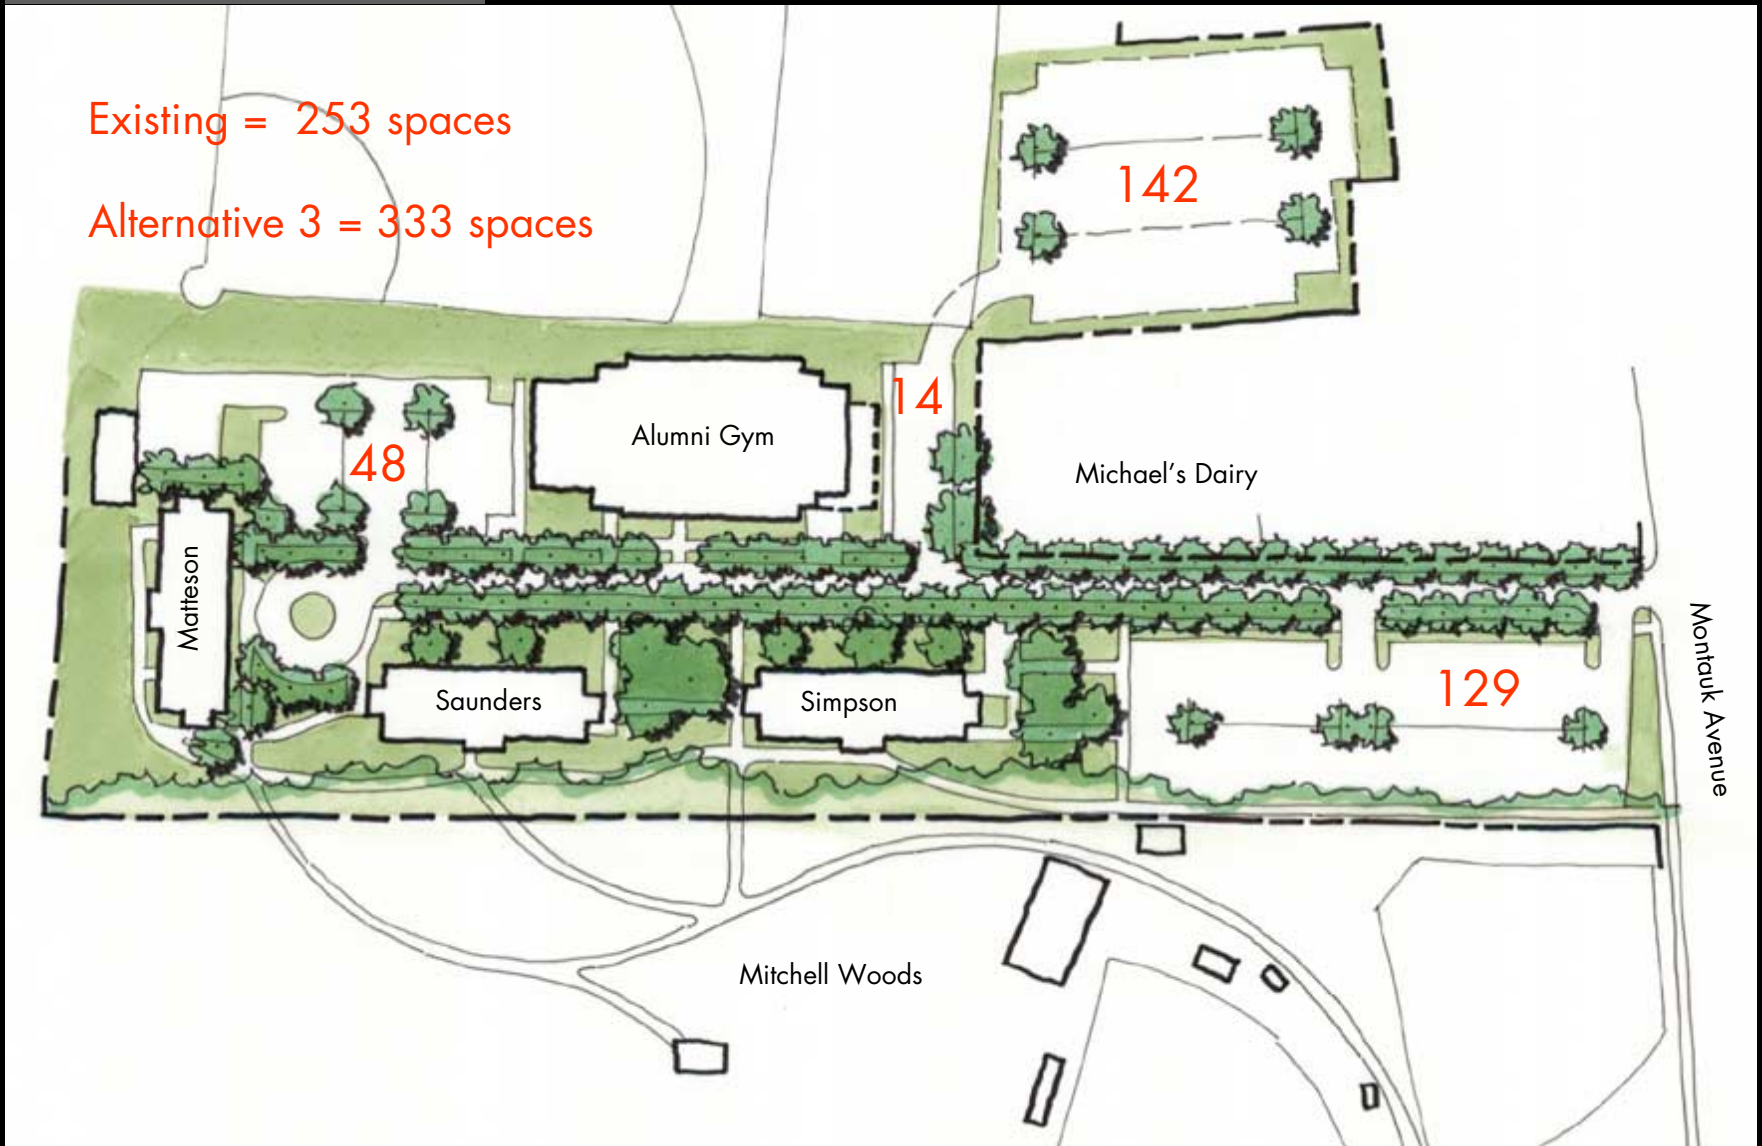 Existing = 253 spaces
Alternative 3 = 333 spaces
142
14
48
Alumni Gym
Michael's Dairy
Matteson
Saunders
Simpson
129
Montauk Avenue
Mitchell Woods